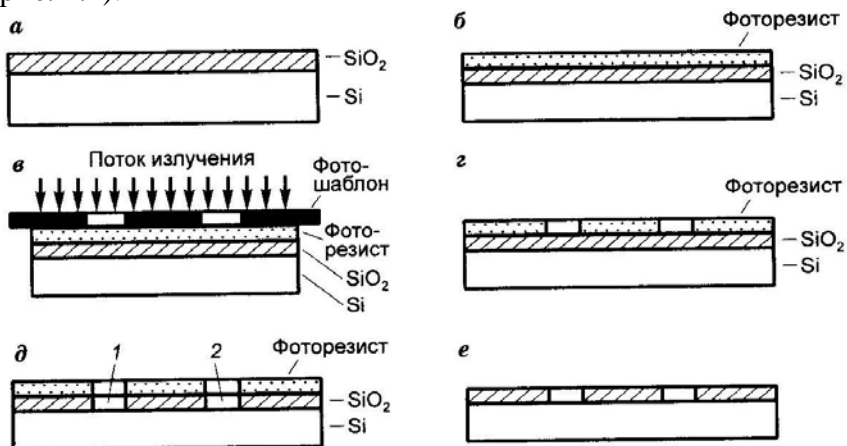 а
SiO2
Si
б
Фоторезист
SiO2
Si
в
Поток излучения
Фото-
шаблон
Фото-
резист
SiO2
Si
г
Фоторезист
SiO2
Si
д
1
2
Фоторезист
SiO2
Si
е